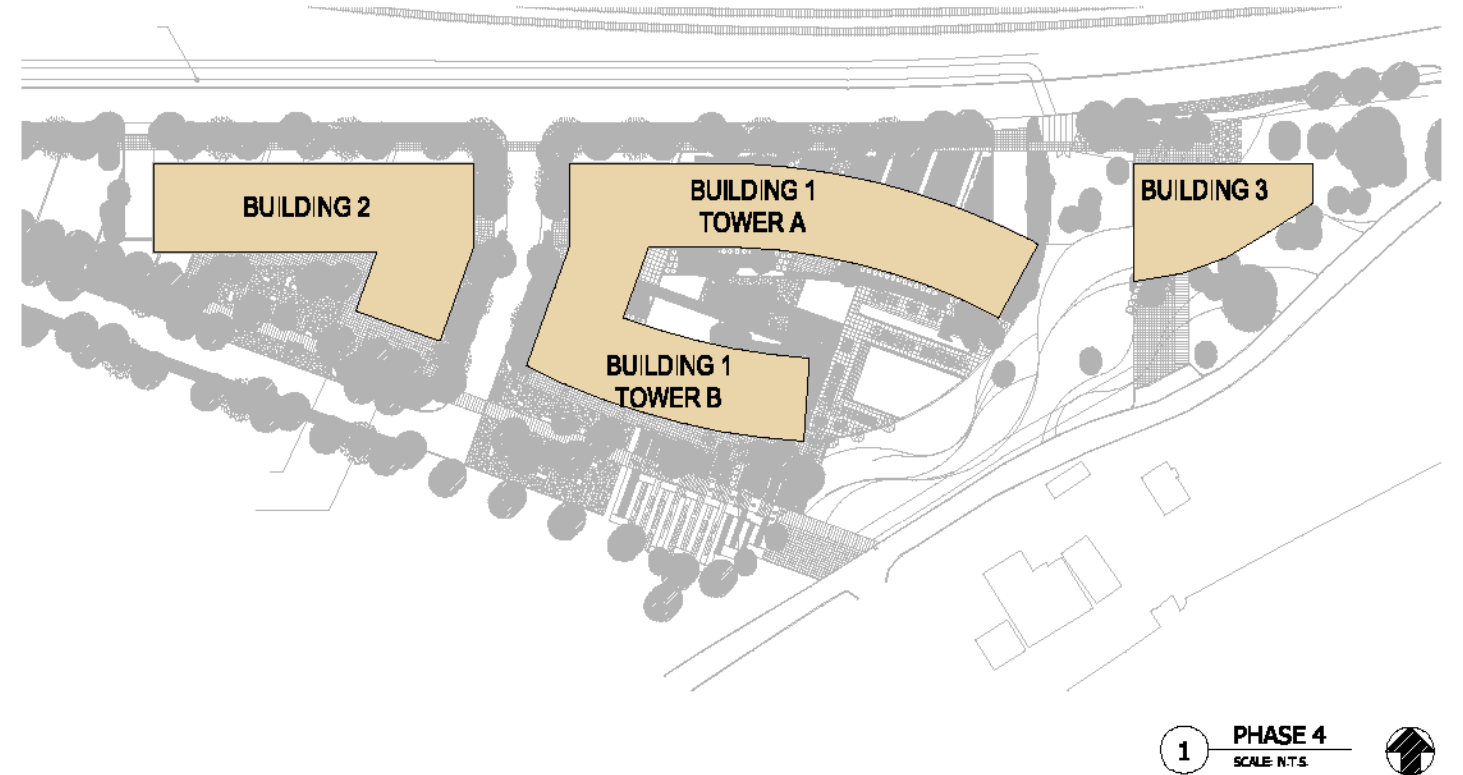 BUILDING 2
BUILDING 1
TOWER A
BUILDING 3
BUILDING 1
TOWER B
1
PHASE 4
SCALE: N.T.S.